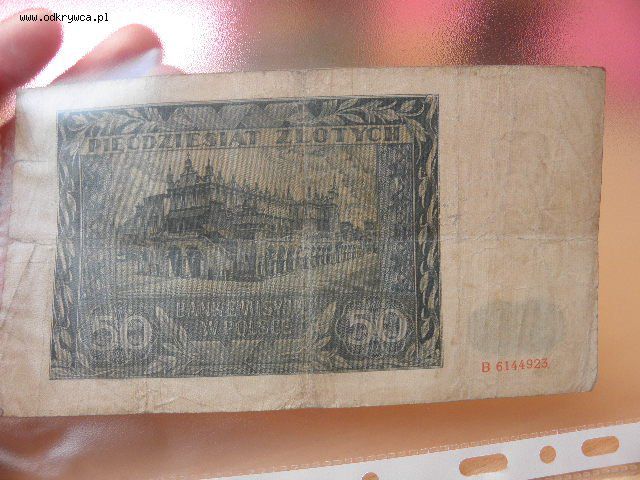 www.odkrywca.pl
PIĘĆDZIESIĄT ZŁOTYCH
BANK EMISYJNY
W POLSCE
50
50
B 6144923